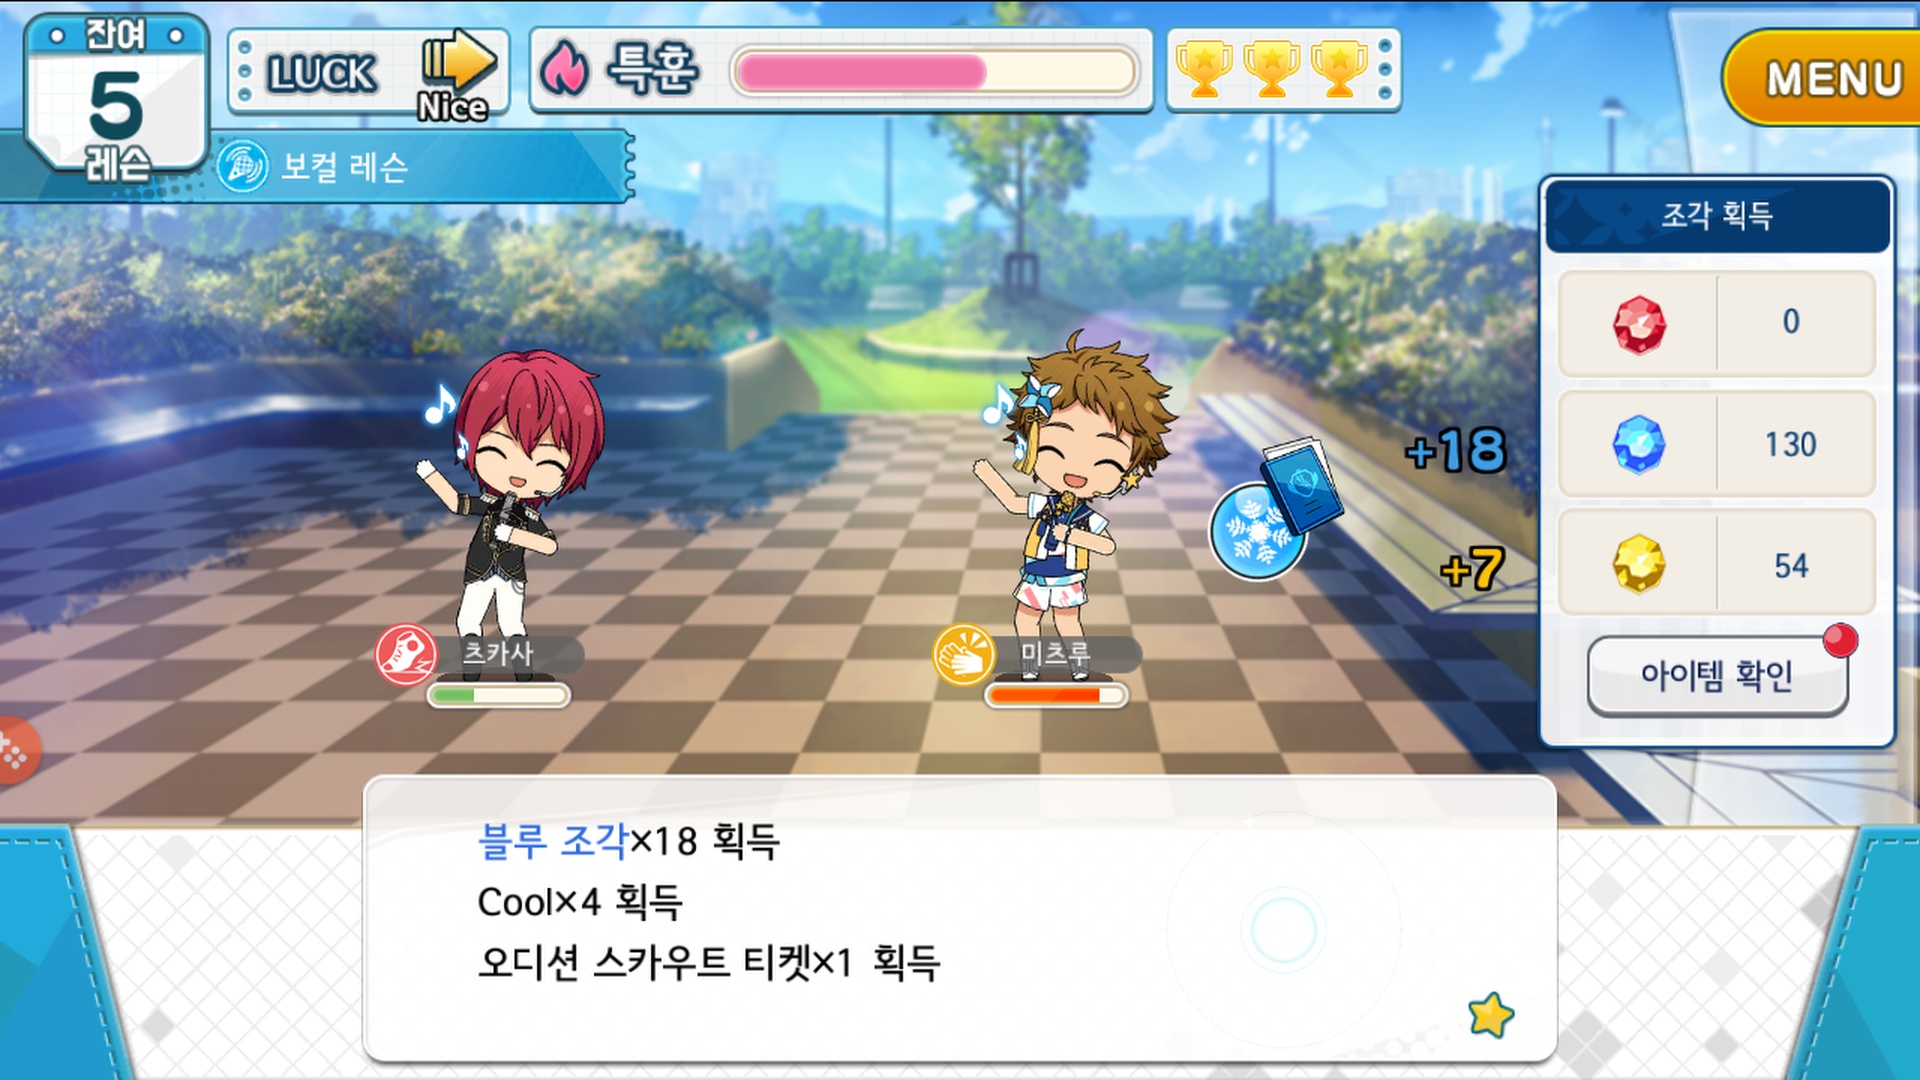 잔여
5
레슨
LUCK
Nice
특훈
MENU
보컬 레슨
조각 획득
0
+18
130
+7
54
츠카사
미츠루
아이템 확인
블루 조각×18 획득
Cool×4 획득
오디션 스카우트 티켓×1 획득